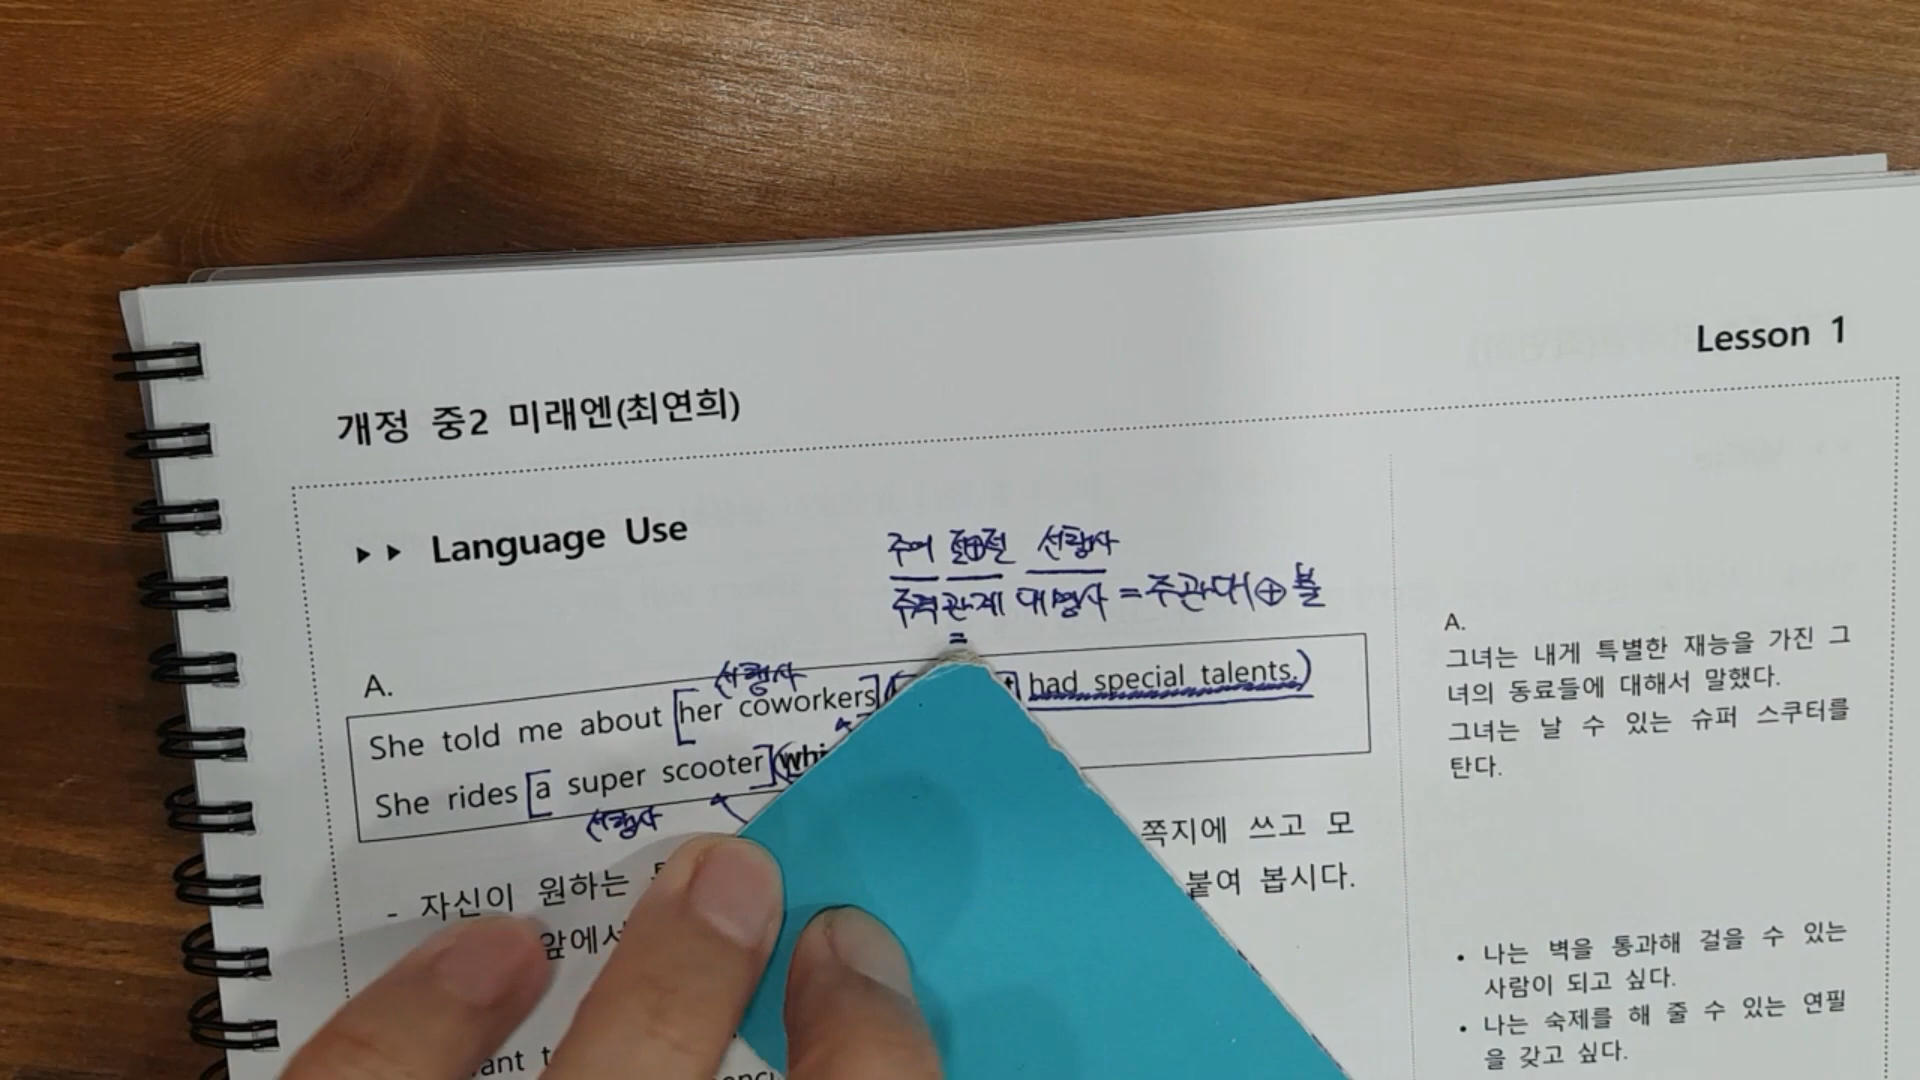 Lesson 1
개정 중2 미래엔(최연희)
▶ ▶ Language Use
주어 선행사
주격관계 대명사 = 주관대 ⊕ 불
=
A.
선행사
She told me about [her coworkers] had special talents.)
She rides [a super scooter] (whi
선행사
- 자신이 원하는 쪽지에 쓰고 모
앞에서 붙여 봅시다.
ant t
A.
그녀는 내게 특별한 재능을 가진 그
녀의 동료들에 대해서 말했다.
그녀는 날 수 있는 슈퍼 스쿠터를
탄다.
• 나는 벽을 통과해 걸을 수 있는
사람이 되고 싶다.
• 나는 숙제를 해 줄 수 있는 연필
을 갖고 싶다.